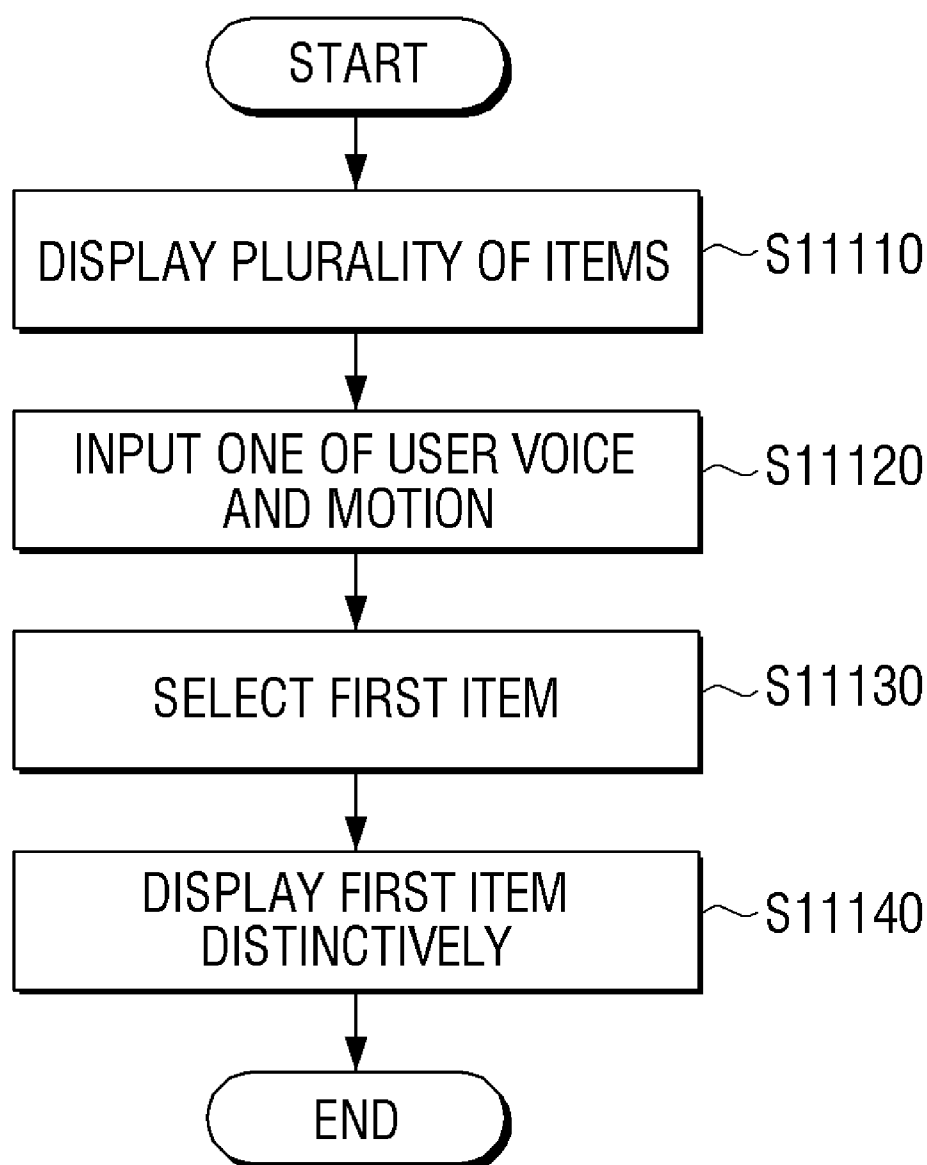 START
DISPLAY PLURALITY OF ITEMS
S11110
INPUT ONE OF USER VOICE
AND MOTION
S11120
SELECT FIRST ITEM
S11130
DISPLAY FIRST ITEM
DISTINCTIVELY
S11140
END